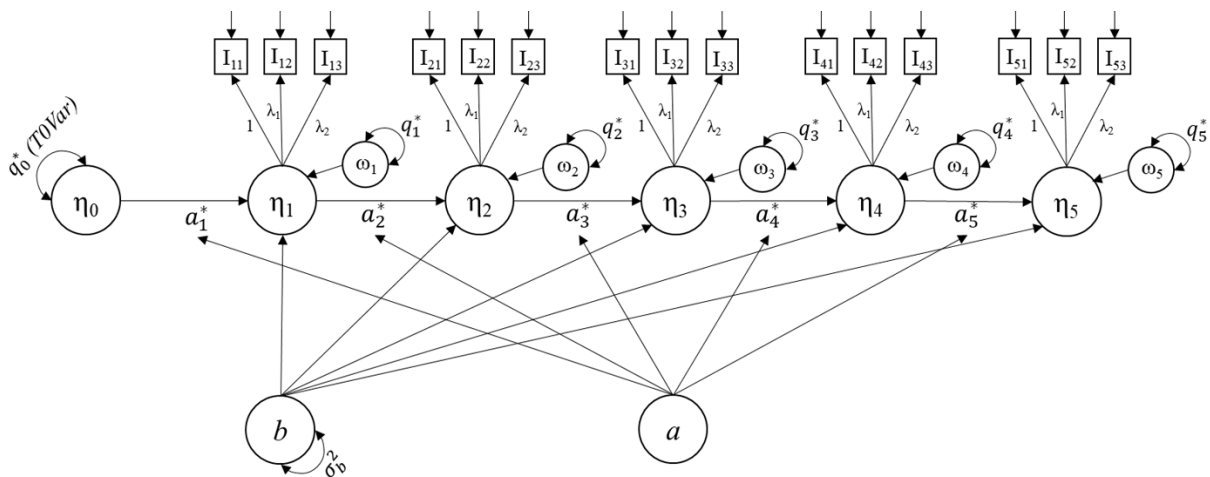 I₁₁ I₁₂ I₁₃ I₂₁ I₂₂ I₂₃ I₃₁ I₃₂ I₃₃ I₄₁ I₄₂ I₄₃ I₅₁ I₅₂ I₅₃
1 λ₁ λ₂ 1 λ₁ λ₂ 1 λ₁ λ₂ 1 λ₁ λ₂ 1 λ₁ λ₂
q₀* (T0Var) q₁* q₂* q₃* q₄* q₅*
ω₁ ω₂ ω₃ ω₄ ω₅
η₀ η₁ η₂ η₃ η₄ η₅
a₁* a₂* a₃* a₄* a₅*
b a
σ_b²